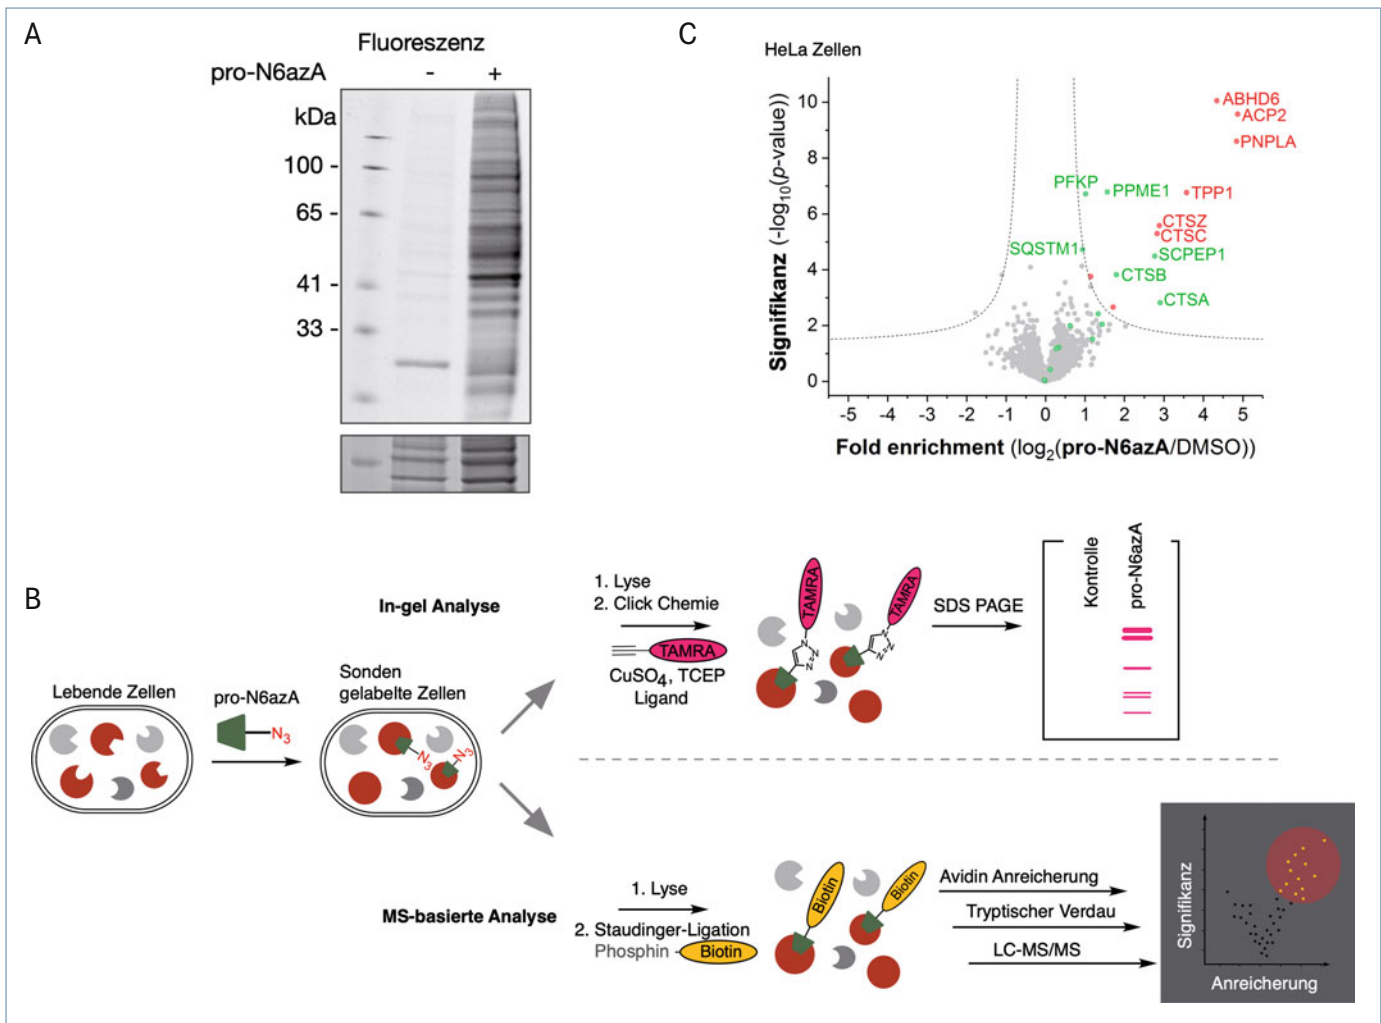 A
Fluoreszenz
pro-N6azA - +
kDa
100 -
65 -
41 -
33 -
C
HeLa Zellen
Signifikanz (-log10(p-value))
10
8
6
4
2
0
ABHD6
ACP2
PNPLA
PFKP
PPME1
TPP1
CTSZ
CTSC
SQSTM1
SCPEP1
CTSB
CTSA
-5 -4 -3 -2 -1 0 1 2 3 4 5
Fold enrichment (log2(pro-N6azA/DMSO))
B
In-gel Analyse
Lebende Zellen
pro-N6azA
N3
Sonden
gelabelte Zellen
N3
N3
1. Lyse
2. Click Chemie
TAMRA
CuSO4, TCEP
Ligand
TAMRA
TAMRA
N
N
N
N
N
N
SDS PAGE
Kontrolle
pro-N6azA
MS-basierte Analyse
1. Lyse
2. Staudinger-Ligation
Phosphin - Biotin
Biotin
Biotin
Avidin Anreicherung
Tryptischer Verdau
LC-MS/MS
Signifikanz
Anreicherung